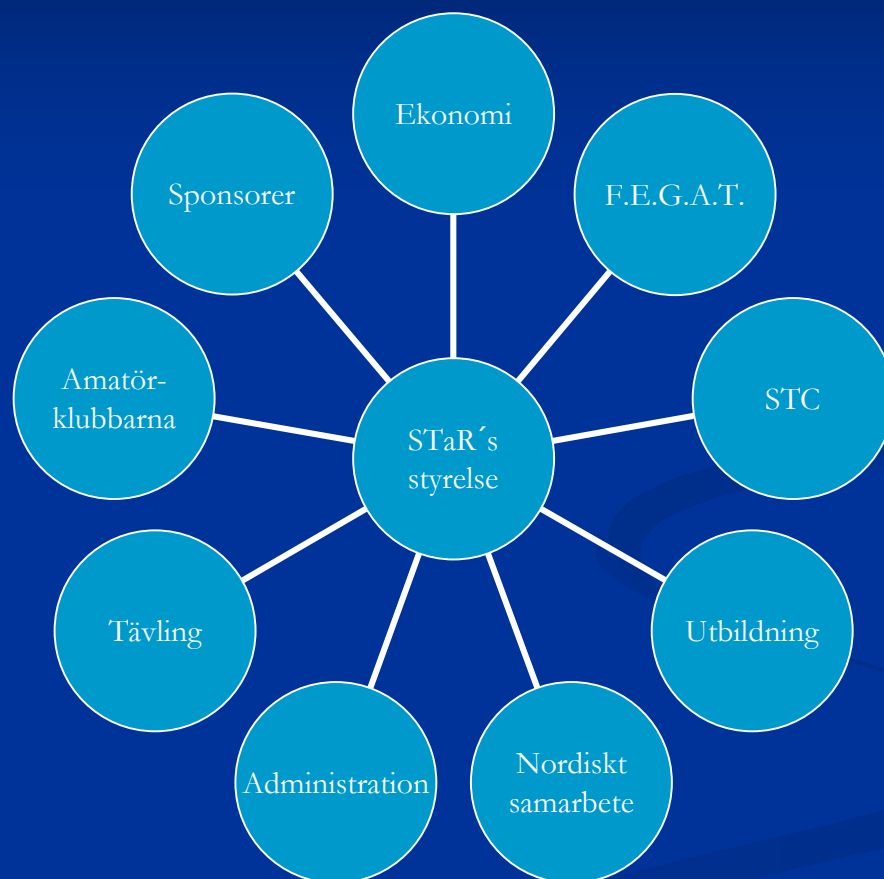 Ekonomi
F.E.G.A.T.
STC
Utbildning
Nordiskt
samarbete
Administration
Tävling
Amatör-
klubbarna
Sponsorer
STaR´s
styrelse